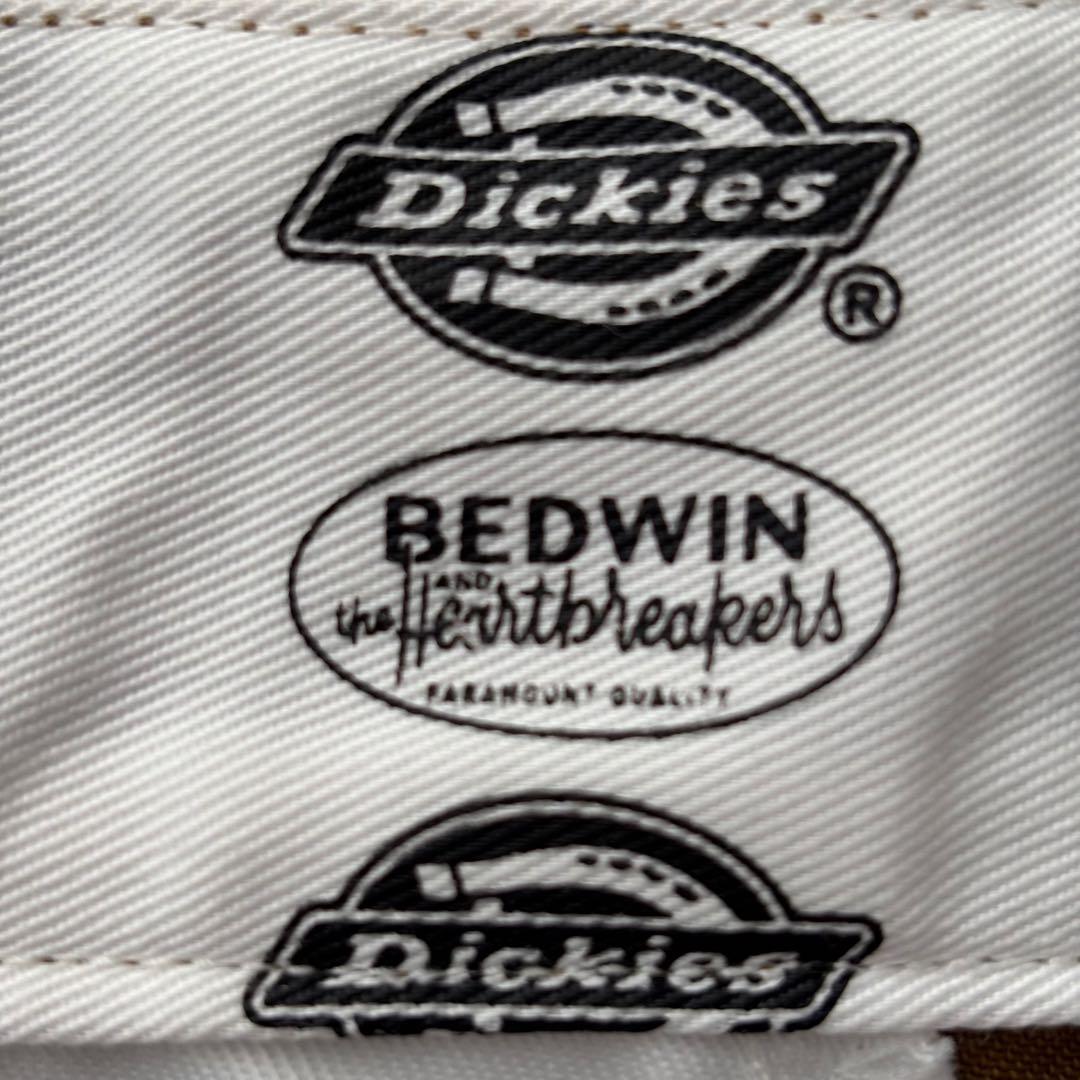 Dickies
®
BEDWIN
AND
the Heartbreakers
PARAMOUNT QUALITY
Dickies